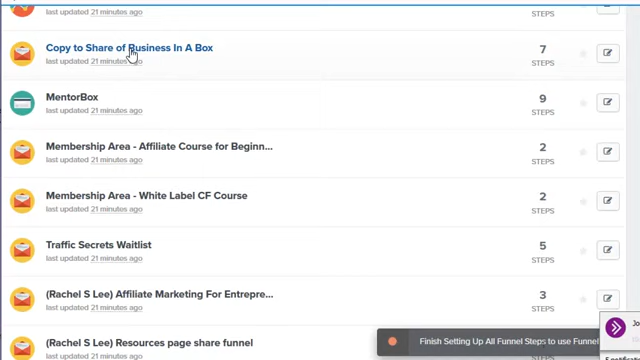 STEPS
Copy to Share of Business In A Box
last updated 21 minutes ago
7
STEPS
MentorBox
last updated 21 minutes ago
9
STEPS
Membership Area - Affiliate Course for Beginn...
last updated 21 minutes ago
2
STEPS
Membership Area - White Label CF Course
last updated 21 minutes ago
2
STEPS
Traffic Secrets Waitlist
last updated 21 minutes ago
5
STEPS
(Rachel S Lee) Affiliate Marketing For Entrepre...
last updated 21 minutes ago
3
STEPS
(Rachel S Lee) Resources page share funnel
last updated 21 minutes ago
Finish Setting Up All Funnel Steps to use Funnel